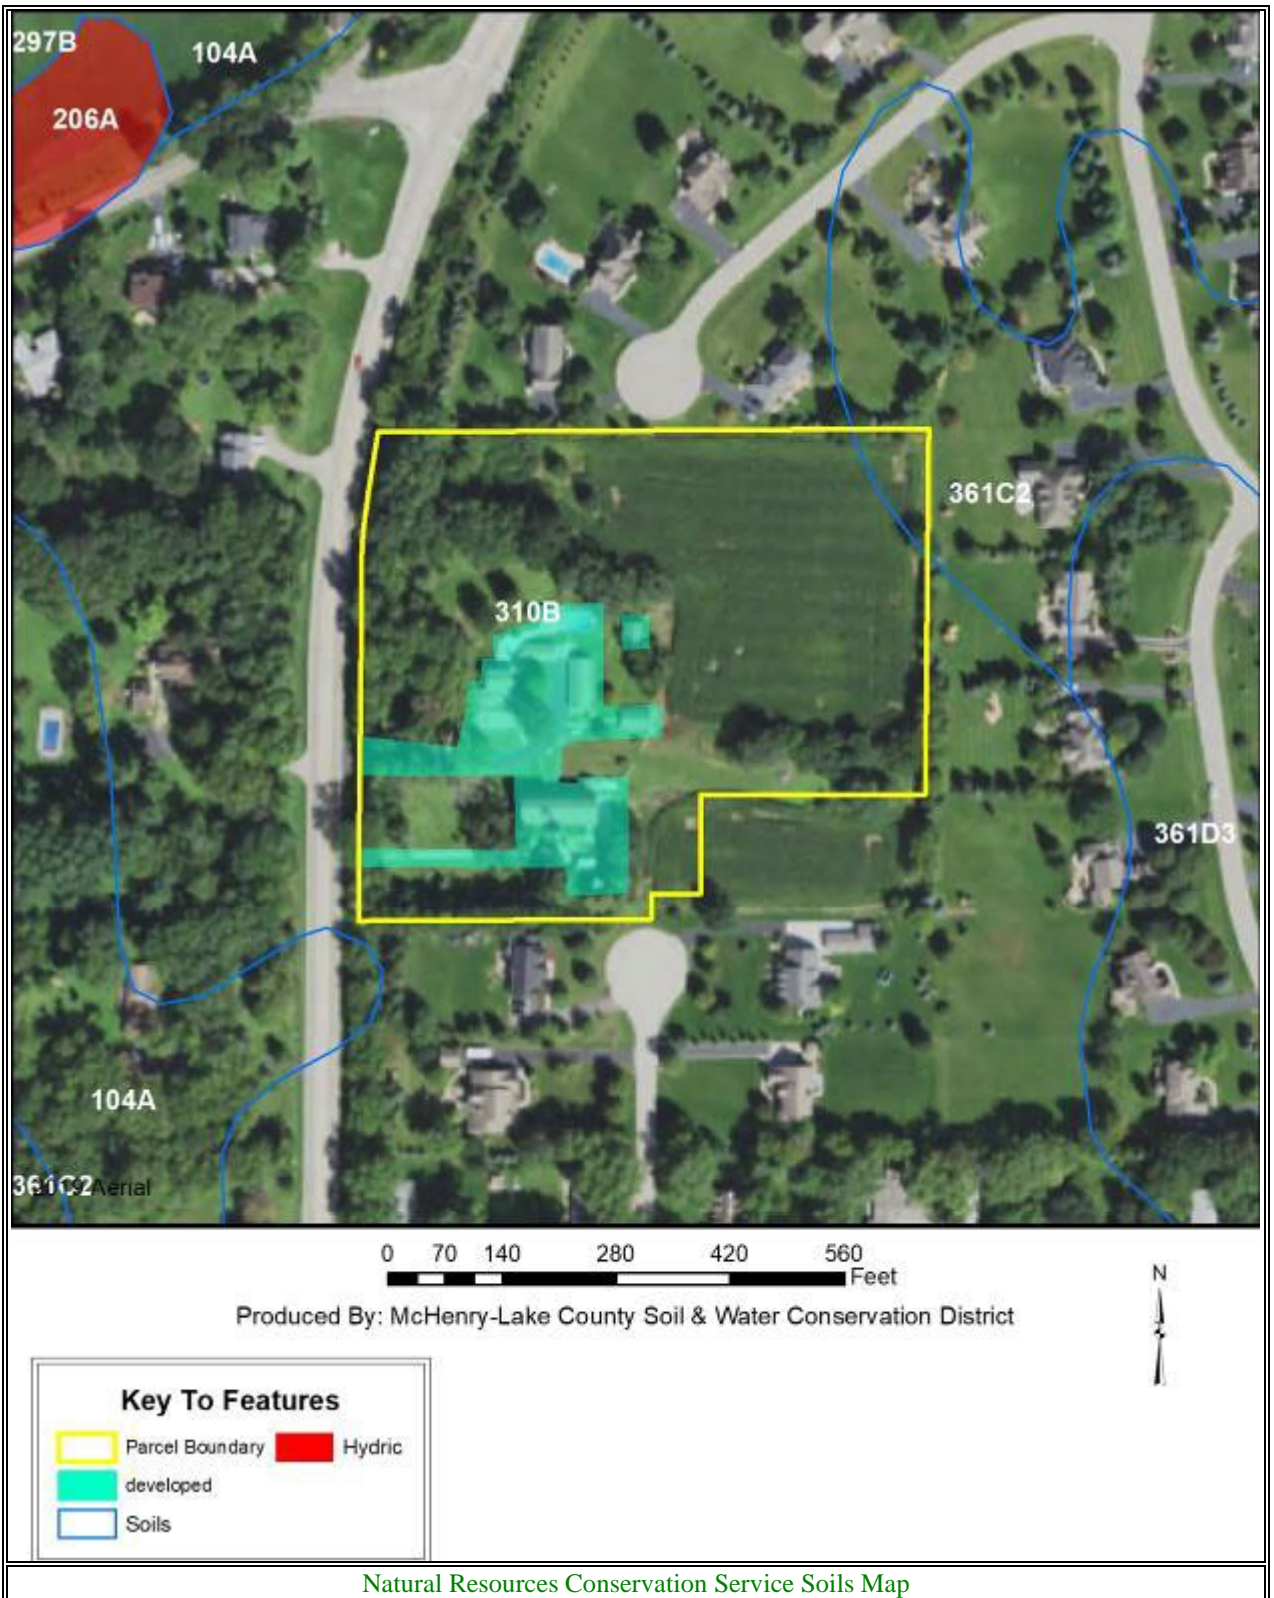 297B
104A
206A
361C2
310B
361D3
104A
361C2
Aerial
0 70 140 280 420 560
Feet
N
Produced By: McHenry-Lake County Soil & Water Conservation District
Key To Features
Parcel Boundary Hydric
developed
Soils
Natural Resources Conservation Service Soils Map